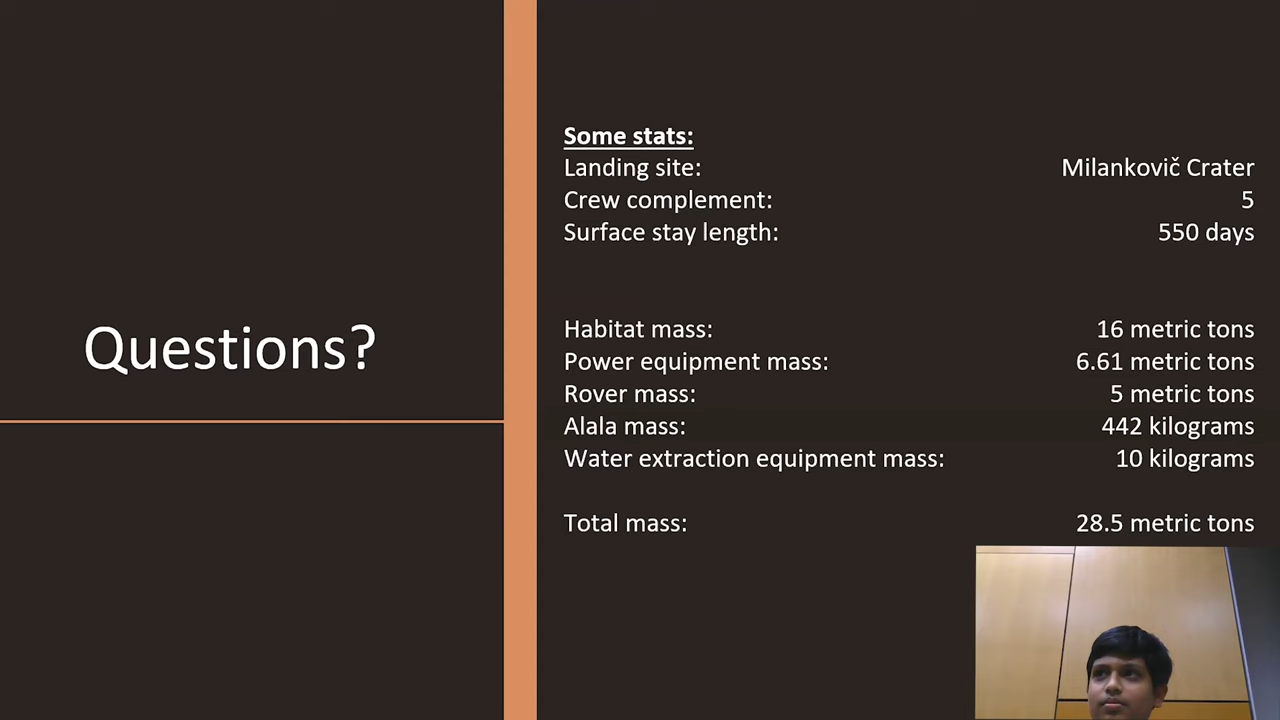 Questions?
Some stats:
Landing site: Milankovič Crater
Crew complement: 5
Surface stay length: 550 days
Habitat mass: 16 metric tons
Power equipment mass: 6.61 metric tons
Rover mass: 5 metric tons
Alala mass: 442 kilograms
Water extraction equipment mass: 10 kilograms
Total mass: 28.5 metric tons